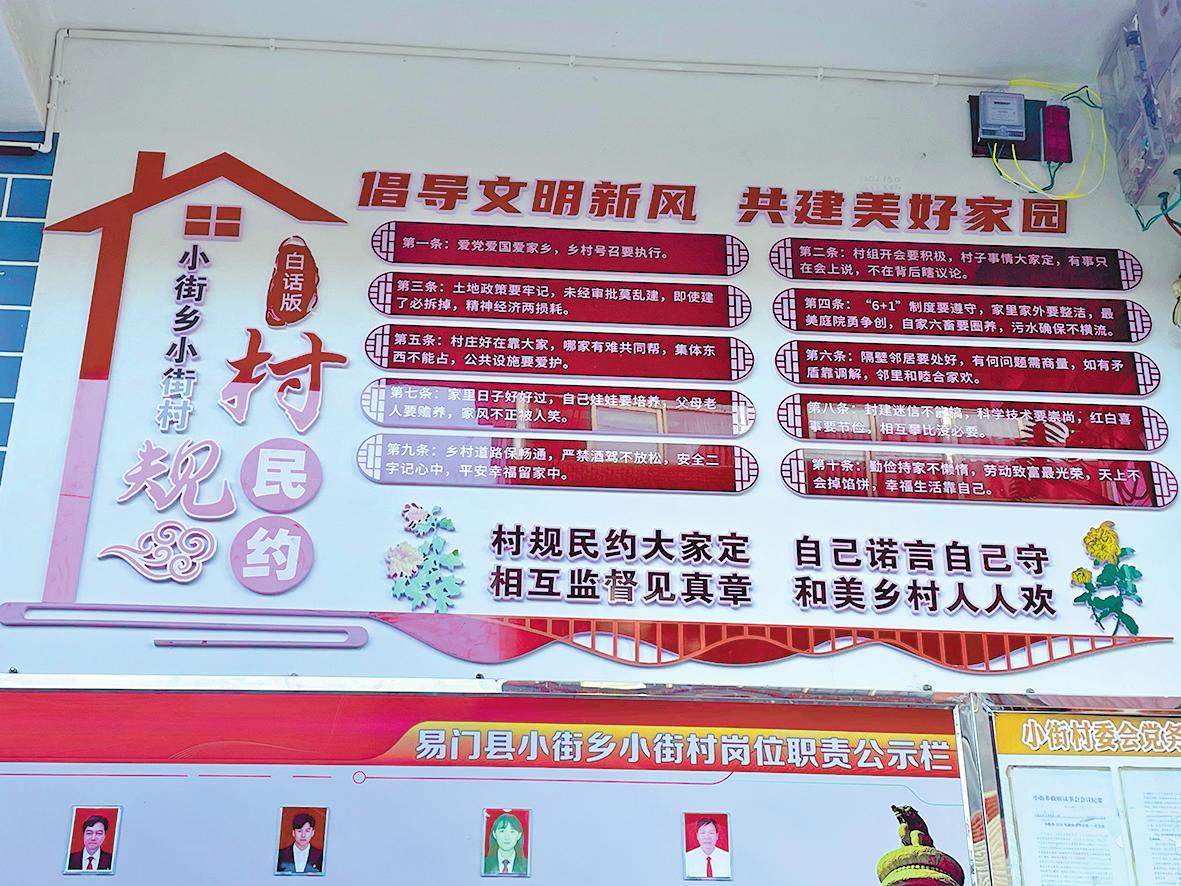 倡导文明新风 共建美好家园
小街乡小街村
白话版
村
规
民
约
第一条：爱党爱国爱家乡，乡村号召要执行。
第二条：村组开会要积极，村子事情大家定，有事只
在会上说，不在背后瞎议论。
第三条：土地政策要牢记，未经审批莫乱建，即使建
了必拆掉，精神经济两损耗。
第四条：“6+1”制度要遵守，家里家外要整洁，最
美庭院勇争创，自家六畜要圈养，污水确保不横流。
第五条：村庄好在靠大家，哪家有难共同帮，集体东
西不能占，公共设施要爱护。
第六条：隔壁邻居要处好，有何问题需商量，如有矛
盾靠调解，邻里和睦合家欢。
第七条：家里日子好好过，自己娃娃要培养，父母老
人要赡养，家风不正被人笑。
第八条：封建迷信不能搞，科学技术要崇尚，红白喜
事要节俭，相互攀比没必要。
第九条：乡村道路保畅通，严禁酒驾不放松，安全二
字记心中，平安幸福留家中。
第十条：勤俭持家不懒惰，劳动致富最光荣，天上不
会掉馅饼，幸福生活靠自己。
村规民约大家定 自己诺言自己守
相互监督见真章 和美乡村人人欢
易门县小街乡小街村岗位职责公示栏
小街村委会党务